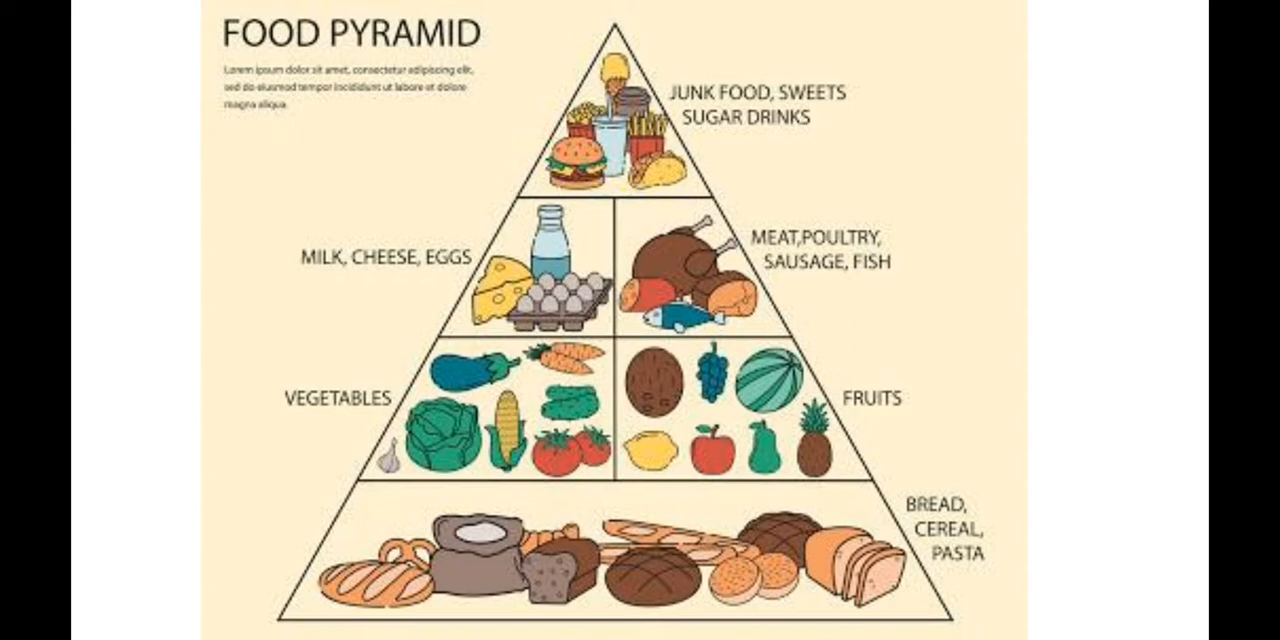 FOOD PYRAMID
Lorem ipsum dolor sit amet, consectetur adipiscing elit,
sed do eiusmod tempor incididunt ut labore et dolore
magna aliqua.
JUNK FOOD, SWEETS
SUGAR DRINKS
MILK, CHEESE, EGGS
MEAT,POULTRY,
SAUSAGE, FISH
VEGETABLES
FRUITS
BREAD,
CEREAL,
PASTA